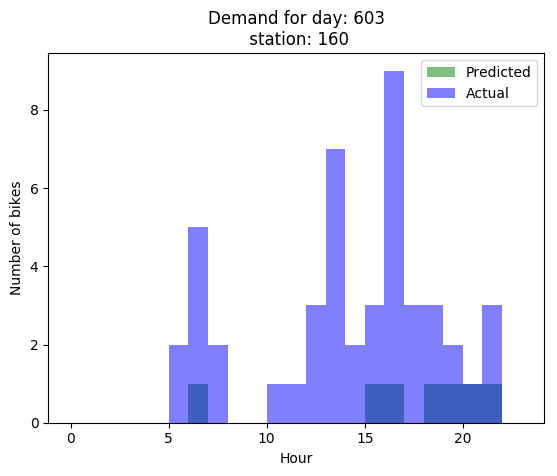 Demand for day: 603
station: 160
Predicted
Actual
Number of bikes
8
6
4
2
0
0
5
10
15
20
Hour